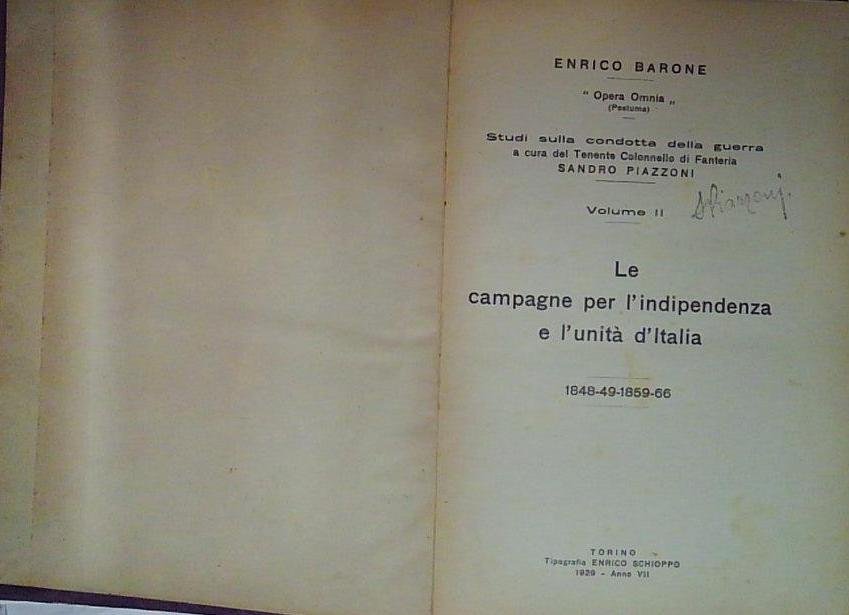 ENRICO BARONE
" Opera Omnia „
(Postuma)
Studi sulla condotta della guerra
a cura del Tenente Colonnello di Fanteria
SANDRO PIAZZONI
SPiazzonj.
Volume II
Le
campagne per l'indipendenza
e l'unità d'Italia
1848-49-1859-66
TORINO
Tipografia ENRICO SCHIOPPO
1929 - Anno VII